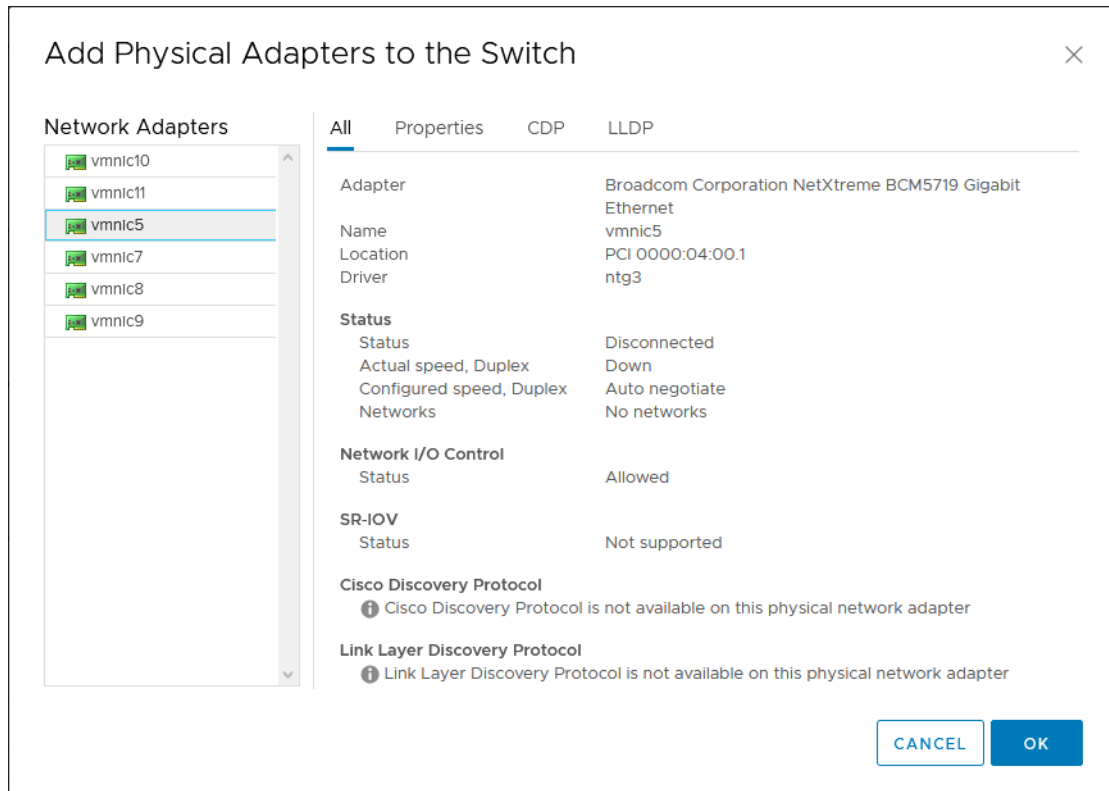 Add Physical Adapters to the Switch
Network Adapters
vmnic10
vmnic11
vmnic5
vmnic7
vmnic8
vmnic9
All Properties CDP LLDP
Adapter Broadcom Corporation NetXtreme BCM5719 Gigabit
Ethernet
Name vmnic5
Location PCI 0000:04:00.1
Driver ntg3
Status
Status Disconnected
Actual speed, Duplex Down
Configured speed, Duplex Auto negotiate
Networks No networks
Network I/O Control
Status Allowed
SR-IOV
Status Not supported
Cisco Discovery Protocol
Cisco Discovery Protocol is not available on this physical network adapter
Link Layer Discovery Protocol
Link Layer Discovery Protocol is not available on this physical network adapter
CANCEL OK